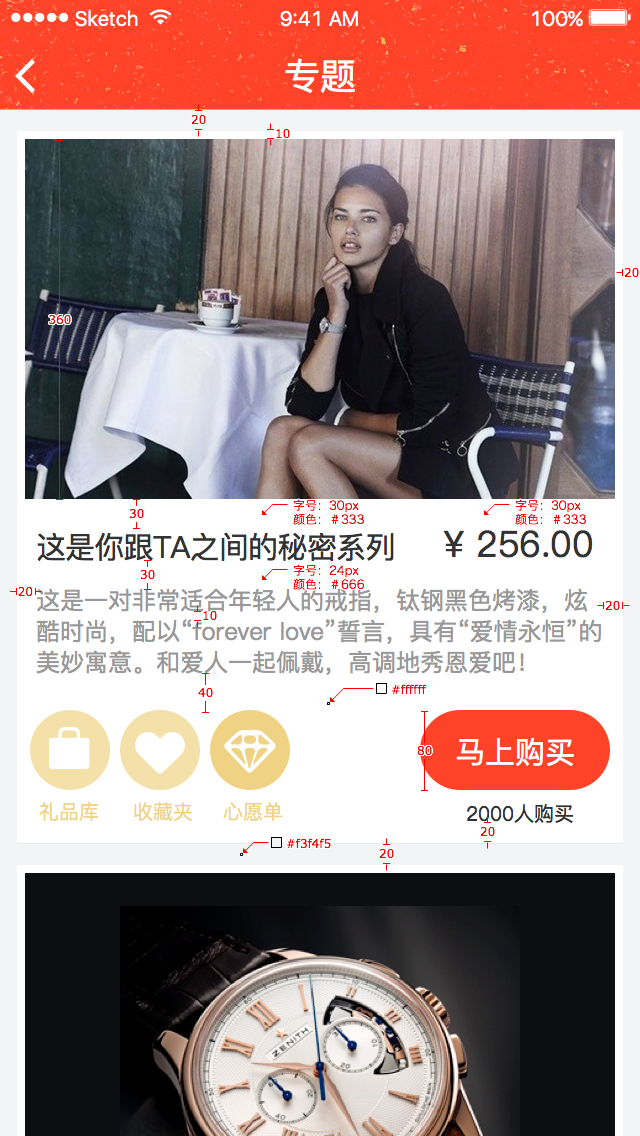 Sketch
9:41 AM
100%
专题
20
10
20
360
30
字号：30px
颜色：#333
字号：30px
颜色：#333
这是你跟TA之间的秘密系列
¥ 256.00
30
字号：24px
颜色：#666
20
20
这是一对非常适合年轻人的戒指，钛钢黑色烤漆，炫
10
酷时尚，配以“forever love”誓言，具有“爱情永恒”的
美妙寓意。和爱人一起佩戴，高调地秀恩爱吧！
40
#ffffff
80
马上购买
礼品库
收藏夹
心愿单
2000人购买
20
#f3f4f5
20
ZENITH